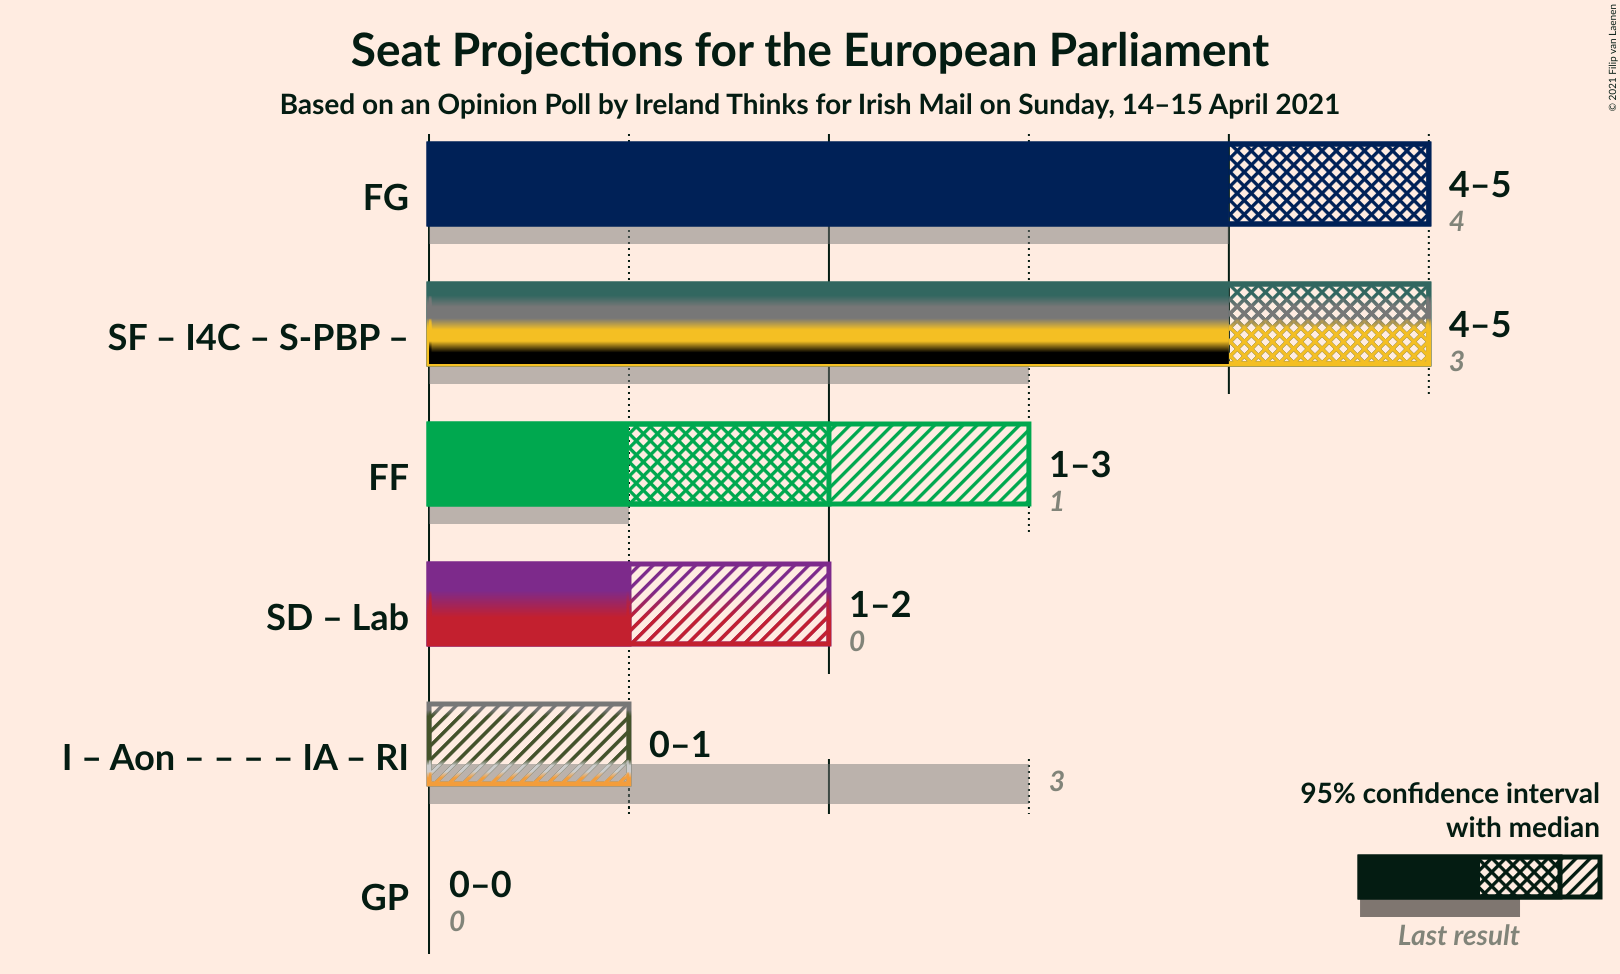 Seat Projections for the European Parliament
Based on an Opinion Poll by Ireland Thinks for Irish Mail on Sunday, 14–15 April 2021
© 2021 Filip van Laenen
FG
4–5
4
SF – I4C – S-PBP –
4–5
3
FF
1–3
1
SD – Lab
1–2
0
I – Aon – – – – IA – RI
0–1
3
GP
0–0
0
95% confidence interval
with median
Last result